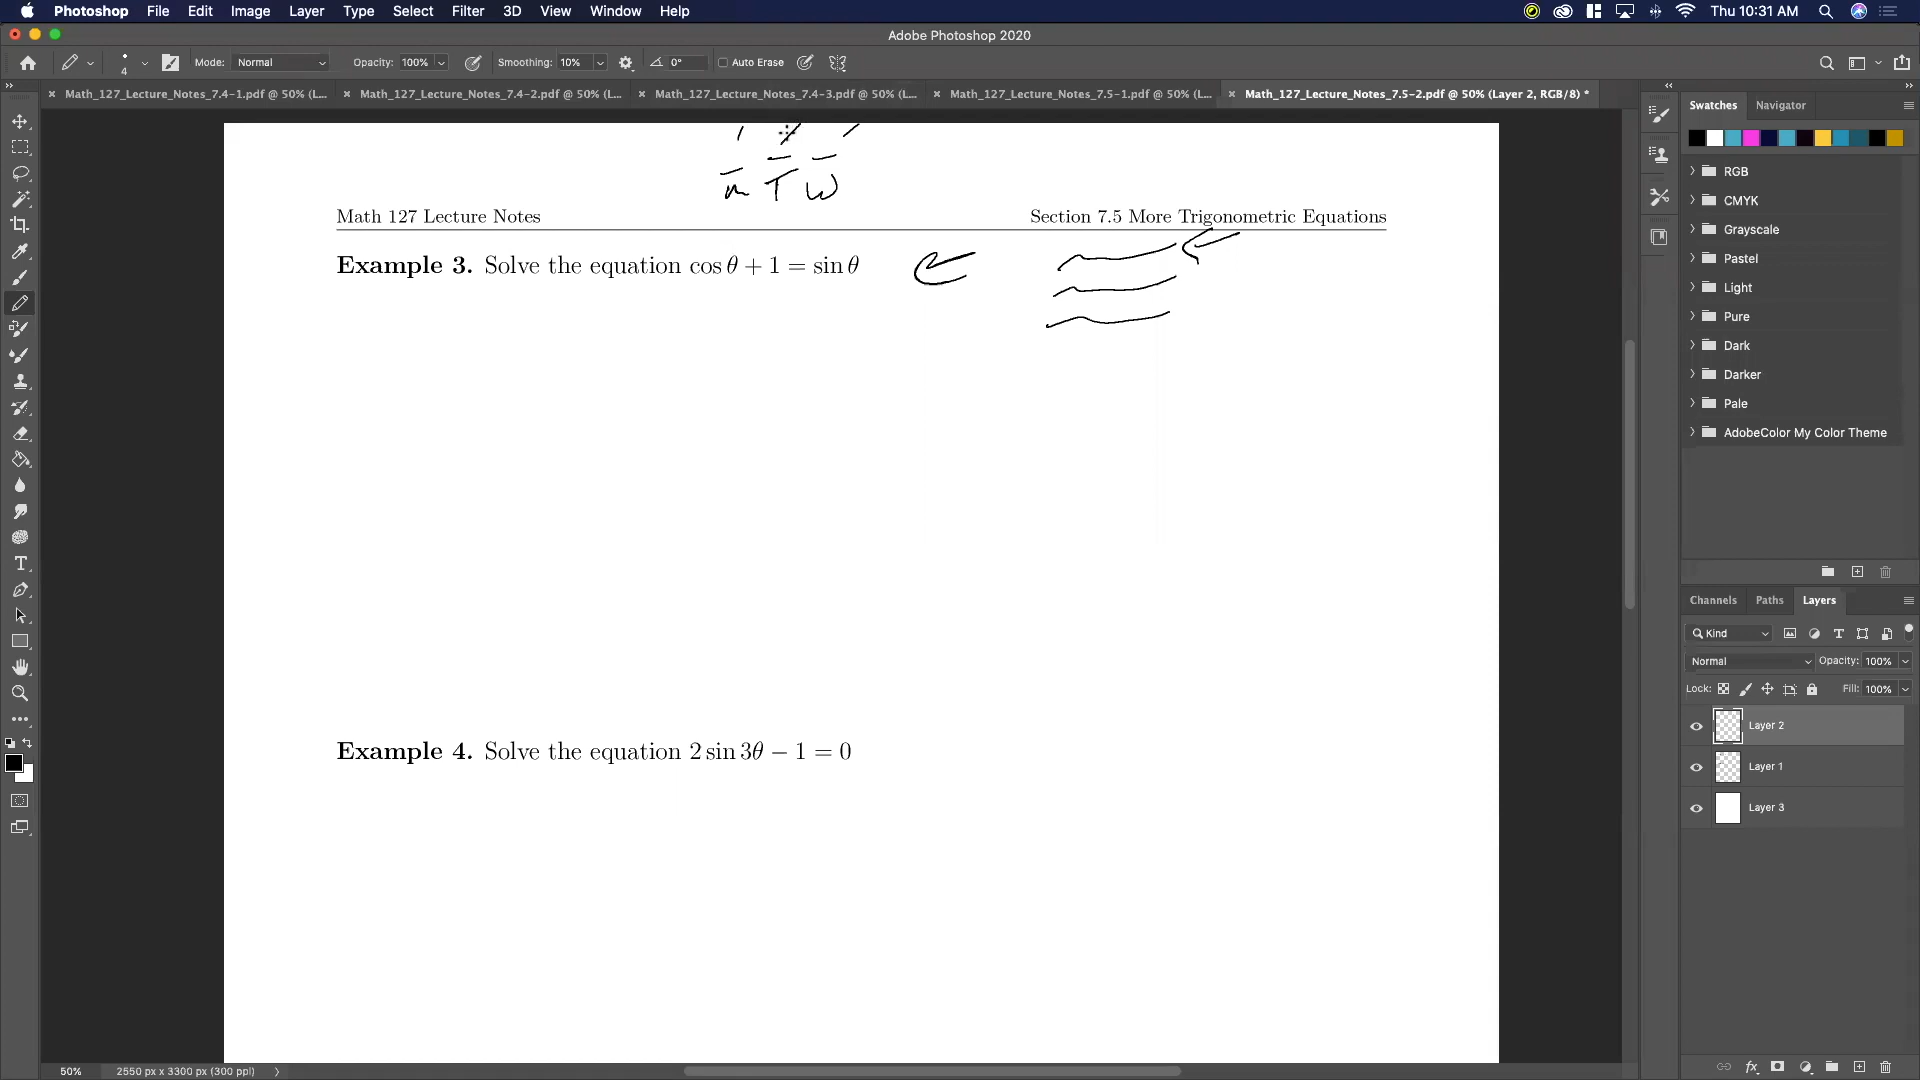 Photoshop File Edit Image Layer Type Select Filter 3D View Window Help Thu 10:31 AM
Adobe Photoshop 2020
4 Mode: Normal Opacity: 100% Smoothing: 10% 0° Auto Erase
Math_127_Lecture_Notes_7.4-1.pdf @ 50% (L... Math_127_Lecture_Notes_7.4-2.pdf @ 50% (L... Math_127_Lecture_Notes_7.4-3.pdf @ 50% (L... Math_127_Lecture_Notes_7.5-1.pdf @ 50% (L... Math_127_Lecture_Notes_7.5-2.pdf @ 50% (Layer 2, RGB/8) *
m T W
Math 127 Lecture Notes Section 7.5 More Trigonometric Equations
Example 3. Solve the equation cos θ + 1 = sin θ
Example 4. Solve the equation 2 sin 3θ − 1 = 0
50% 2550 px x 3300 px (300 ppi)
Swatches Navigator
RGB
CMYK
Grayscale
Pastel
Light
Pure
Dark
Darker
Pale
AdobeColor My Color Theme
Channels Paths Layers
Kind
Normal Opacity: 100%
Lock: Fill: 100%
Layer 2
Layer 1
Layer 3
fx